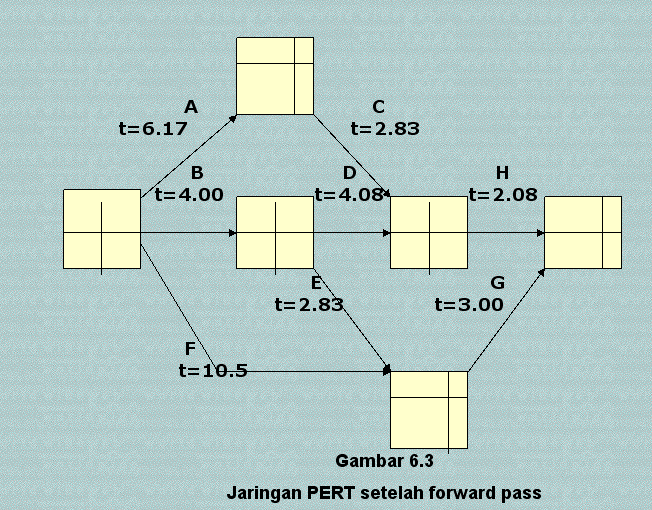 A
t=6.17
C
t=2.83
B
t=4.00
D
t=4.08
H
t=2.08
E
t=2.83
G
t=3.00
F
t=10.5
Gambar 6.3
Jaringan PERT setelah forward pass